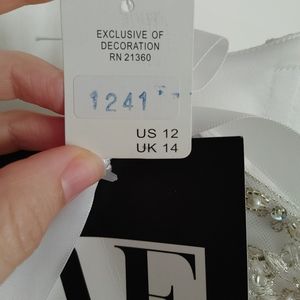 EXCLUSIVE OF
DECORATION
RN 21360
1241
US 12
UK 14